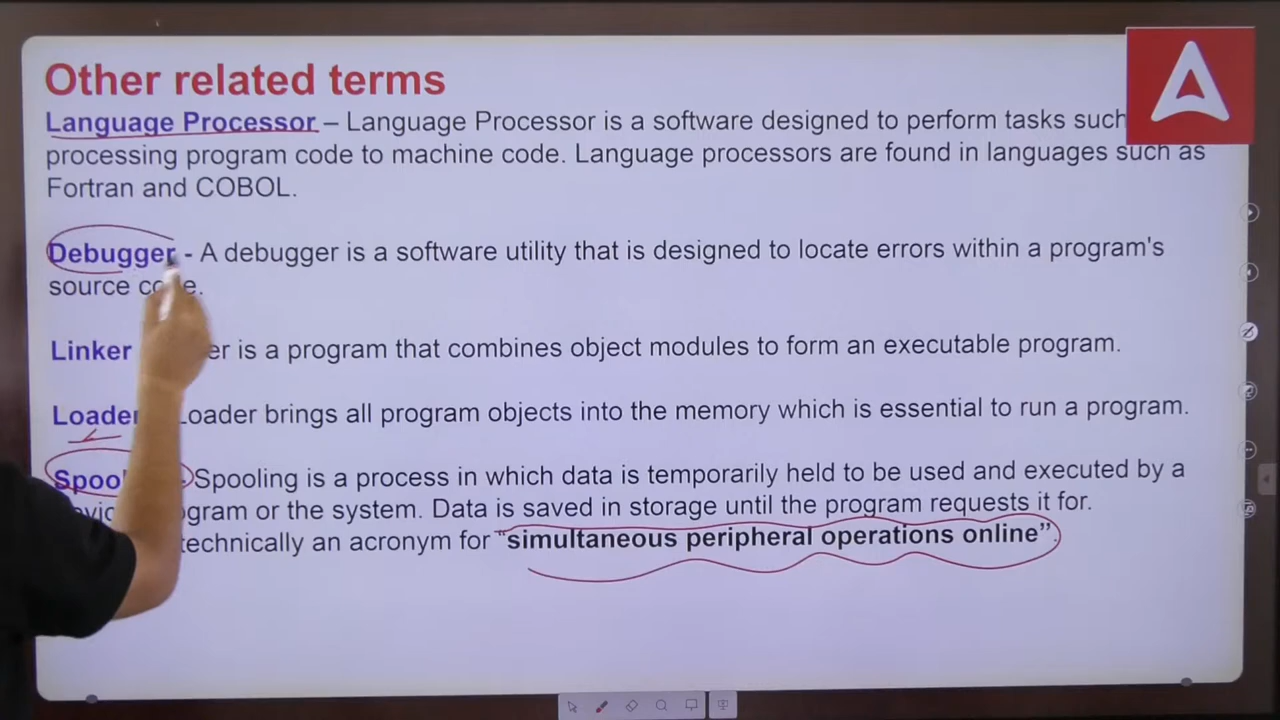 Other related terms
Language Processor – Language Processor is a software designed to perform tasks such
processing program code to machine code. Language processors are found in languages such as
Fortran and COBOL.
Debugger - A debugger is a software utility that is designed to locate errors within a program's
source code.
Linker is a program that combines object modules to form an executable program.
Loader Loader brings all program objects into the memory which is essential to run a program.
Spooling is a process in which data is temporarily held to be used and executed by a
or the system. Data is saved in storage until the program requests it for.
technically an acronym for "simultaneous peripheral operations online".